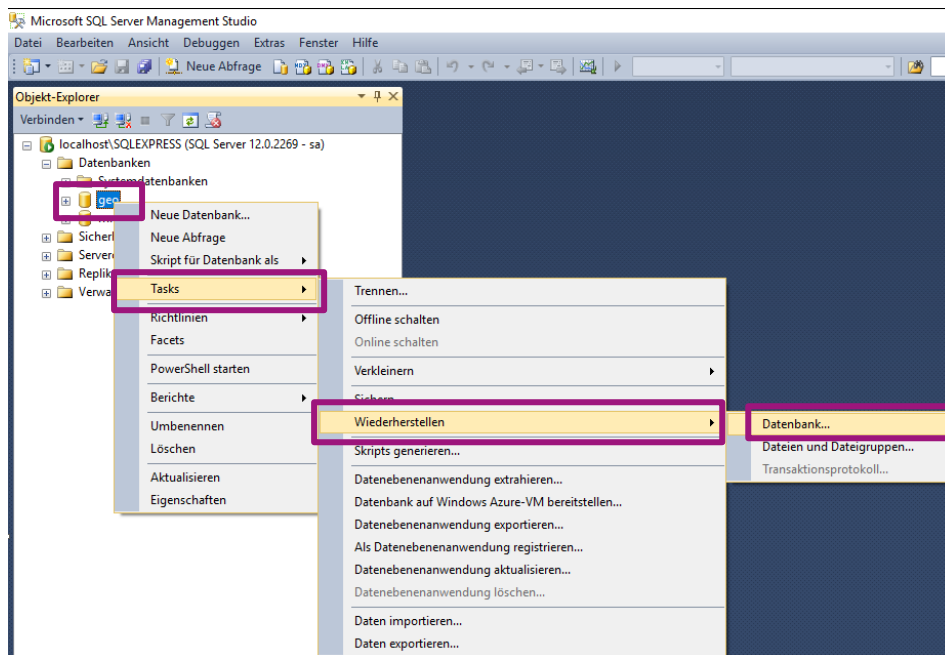 Microsoft SQL Server Management Studio
Datei Bearbeiten Ansicht Debuggen Extras Fenster Hilfe
Neue Abfrage
Objekt-Explorer
Verbinden
localhost\SQLEXPRESS (SQL Server 12.0.2269 - sa)
Datenbanken
Systemdatenbanken
geo
Neue Datenbank...
Neue Abfrage
Skript für Datenbank als
Tasks
Richtlinien
Facets
PowerShell starten
Berichte
Umbenennen
Löschen
Aktualisieren
Eigenschaften
Trennen...
Offline schalten
Online schalten
Verkleinern
Sichern...
Wiederherstellen
Skripts generieren...
Datenebenenanwendung extrahieren...
Datenbank auf Windows Azure-VM bereitstellen...
Datenebenenanwendung exportieren...
Als Datenebenenanwendung registrieren...
Datenebenenanwendung aktualisieren...
Datenebenenanwendung löschen...
Daten importieren...
Daten exportieren...
Datenbank...
Dateien und Dateigruppen...
Transaktionsprotokoll...